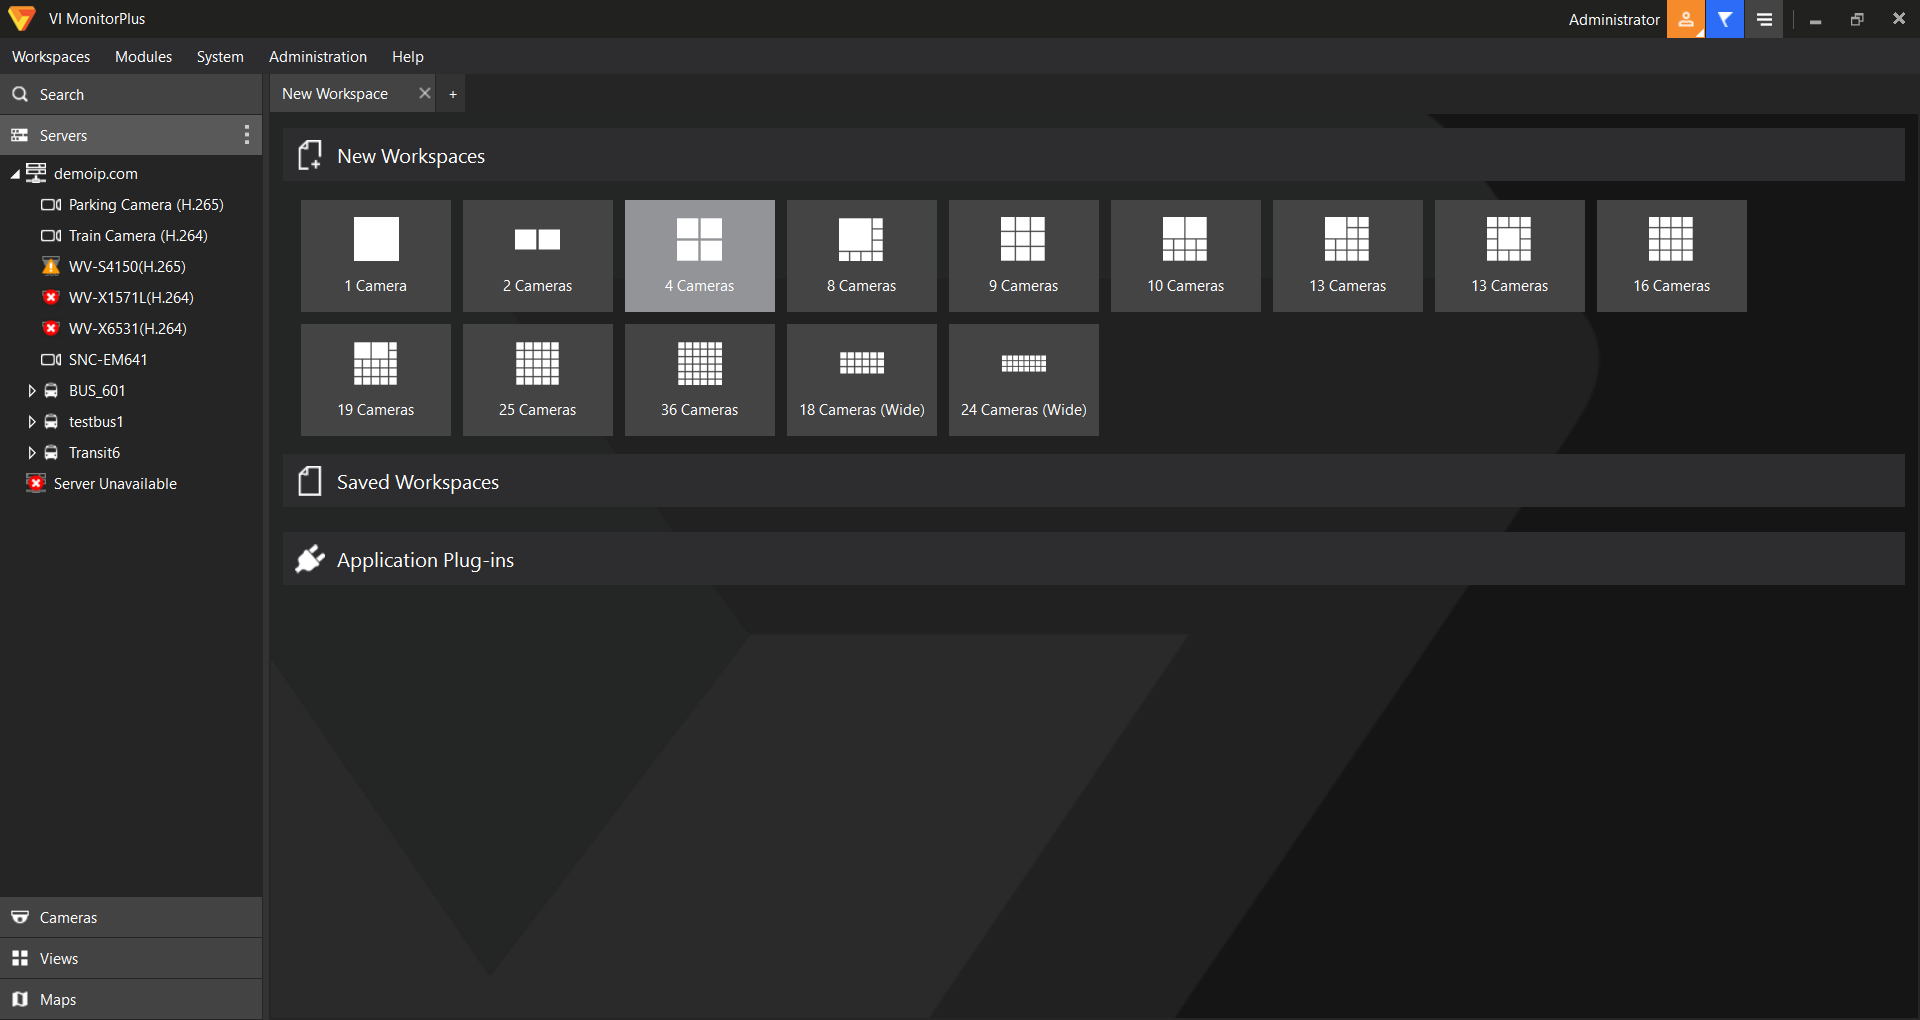 VI MonitorPlus
Administrator
Workspaces Modules System Administration Help
Search
New Workspace
Servers
demoip.com
Parking Camera (H.265)
Train Camera (H.264)
WV-S4150(H.265)
WV-X1571L(H.264)
WV-X6531(H.264)
SNC-EM641
BUS_601
testbus1
Transit6
Server Unavailable
New Workspaces
1 Camera
2 Cameras
4 Cameras
8 Cameras
9 Cameras
10 Cameras
13 Cameras
13 Cameras
16 Cameras
19 Cameras
25 Cameras
36 Cameras
18 Cameras (Wide)
24 Cameras (Wide)
Saved Workspaces
Application Plug-ins
Cameras
Views
Maps